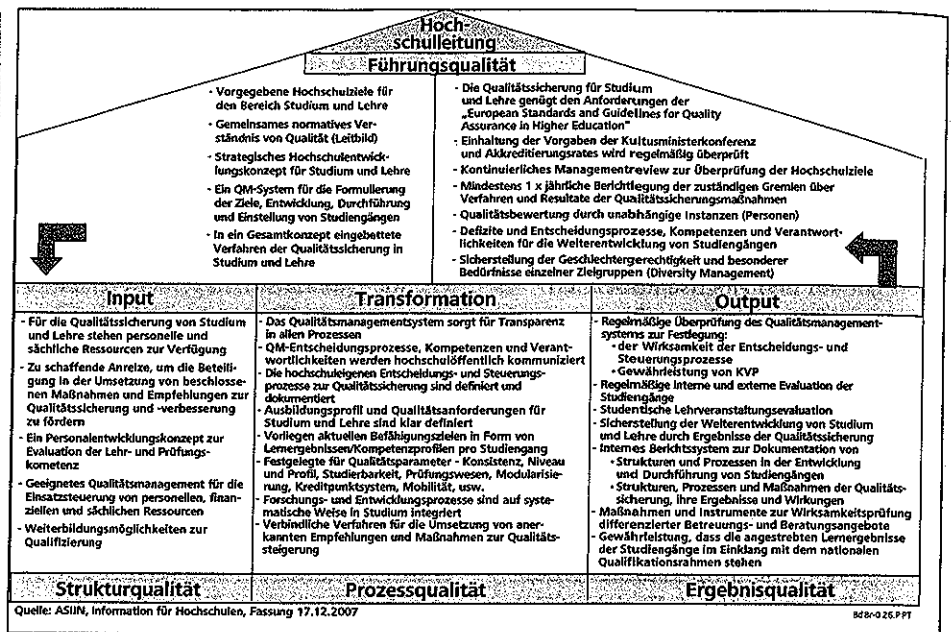 Hoch-
schulleitung
Führungsqualität
- Vorgegebene Hochschulziele für
den Bereich Studium und Lehre
- Gemeinsames normatives Ver-
ständnis von Qualität (Leitbild)
- Strategisches Hochschulentwick-
lungskonzept für Studium und Lehre
- Ein QM-System für die Formulierung
der Ziele, Entwicklung, Durchführung
und Einstellung von Studiengängen
- In ein Gesamtkonzept eingebettete
Verfahren der Qualitätssicherung in
Studium und Lehre
- Die Qualitätssicherung für Studium
und Lehre genügt den Anforderungen der
„European Standards and Guidelines for Quality
Assurance in Higher Education"
- Einhaltung der Vorgaben der Kultusministerkonferenz
und Akkreditierungsrates wird regelmäßig überprüft
- Kontinuierliches Managementreview zur Überprüfung der Hochschulziele
- Mindestens 1 x jährliche Berichtlegung der zuständigen Gremien über
Verfahren und Resultate der Qualitätssicherungsmaßnahmen
- Qualitätsbewertung durch unabhängige Instanzen (Personen)
- Defizite und Entscheidungsprozesse, Kompetenzen und Verantwort-
lichkeiten für die Weiterentwicklung von Studiengängen
- Sicherstellung der Geschlechtergerechtigkeit und besonderer
Bedürfnisse einzelner Zielgruppen (Diversity Management)
Input
- Für die Qualitätssicherung von Studium
und Lehre stehen personelle und
sächliche Ressourcen zur Verfügung
- Zu schaffende Anreize, um die Beteili-
gung in der Umsetzung von beschlosse-
nen Maßnahmen und Empfehlungen zur
Qualitätssicherung und -verbesserung
zu fördern
- Ein Personalentwicklungskonzept zur
Evaluation der Lehr- und Prüfungs-
kometenz
- Geeignetes Qualitätsmanagement für die
Einsatzsteuerung von personellen, finan-
ziellen und sächlichen Ressourcen
- Weiterbildungsmöglichkeiten zur
Qualifizierung
Strukturqualität
Transformation
- Das Qualitätsmanagementsystem sorgt für Transparenz
in allen Prozessen
- QM-Entscheidungsprozesse, Kompetenzen und Verant-
wortlichkeiten werden hochschulöffentlich kommuniziert
- Die hochschuleigenen Entscheidungs- und Steuerungs-
prozesse zur Qualitätssicherung sind definiert und
dokumentiert
- Ausbildungsprofil und Qualitätsanforderungen für
Studium und Lehre sind klar definiert
- Vorliegen aktuellen Befähigungszielen in Form von
Lernergebnissen/Kompetenzprofilen pro Studiengang
- Festgelegte für Qualitätsparameter - Konsistenz, Niveau
und Profil, Studierbarkeit, Prüfungswesen, Modularisie-
rung, Kreditpunktsystem, Mobilität, usw.
- Forschungs- und Entwicklungsprozesse sind auf syste-
matische Weise in Studium integriert
- Verbindliche Verfahren für die Umsetzung von aner-
kannten Empfehlungen und Maßnahmen zur Qualitäts-
steigerung
Prozessqualität
Output
- Regelmäßige Überprüfung des Qualitätsmanagement-
systems zur Festlegung:
• der Wirksamkeit der Entscheidungs- und
Steuerungsprozesse
• Gewährleistung von KVP
- Regelmäßige Interne und externe Evaluation der
Studiengänge
- Studentische Lehrveranstaltungsevaluation
- Sicherstellung der Weiterentwicklung von Studium
und Lehre durch Ergebnisse der Qualitätssicherung
- Internes Berichtssystem zur Dokumentation von
• Strukturen und Prozessen in der Entwicklung
und Durchführung von Studiengängen
• Strukturen, Prozessen und Maßnahmen der Qualitäts-
sicherung, ihre Ergebnisse und Wirkungen
- Maßnahmen und Instrumente zur Wirksamkeitsprüfung
differenzierter Betreuungs- und Beratungsangebote
- Gewährleistung, dass die angestrebten Lernergebnisse
der Studiengänge im Einklang mit dem nationalen
Qualifikationsrahmen stehen
Ergebnisqualität
Quelle: ASIIN, Information für Hochschulen, Fassung 17.12.2007